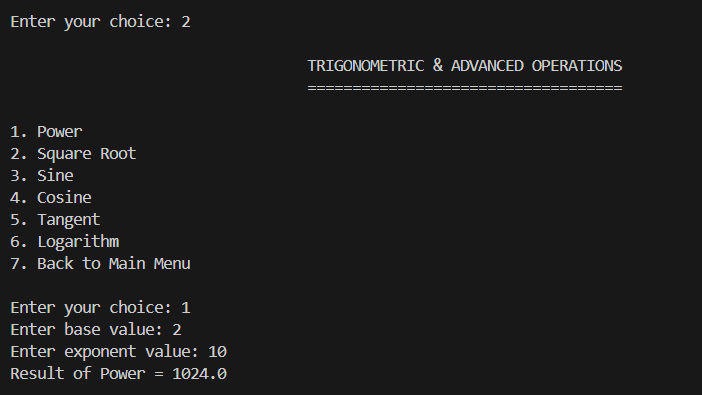 Enter your choice: 2
TRIGONOMETRIC & ADVANCED OPERATIONS
===================================
1. Power
2. Square Root
3. Sine
4. Cosine
5. Tangent
6. Logarithm
7. Back to Main Menu
Enter your choice: 1
Enter base value: 2
Enter exponent value: 10
Result of Power = 1024.0